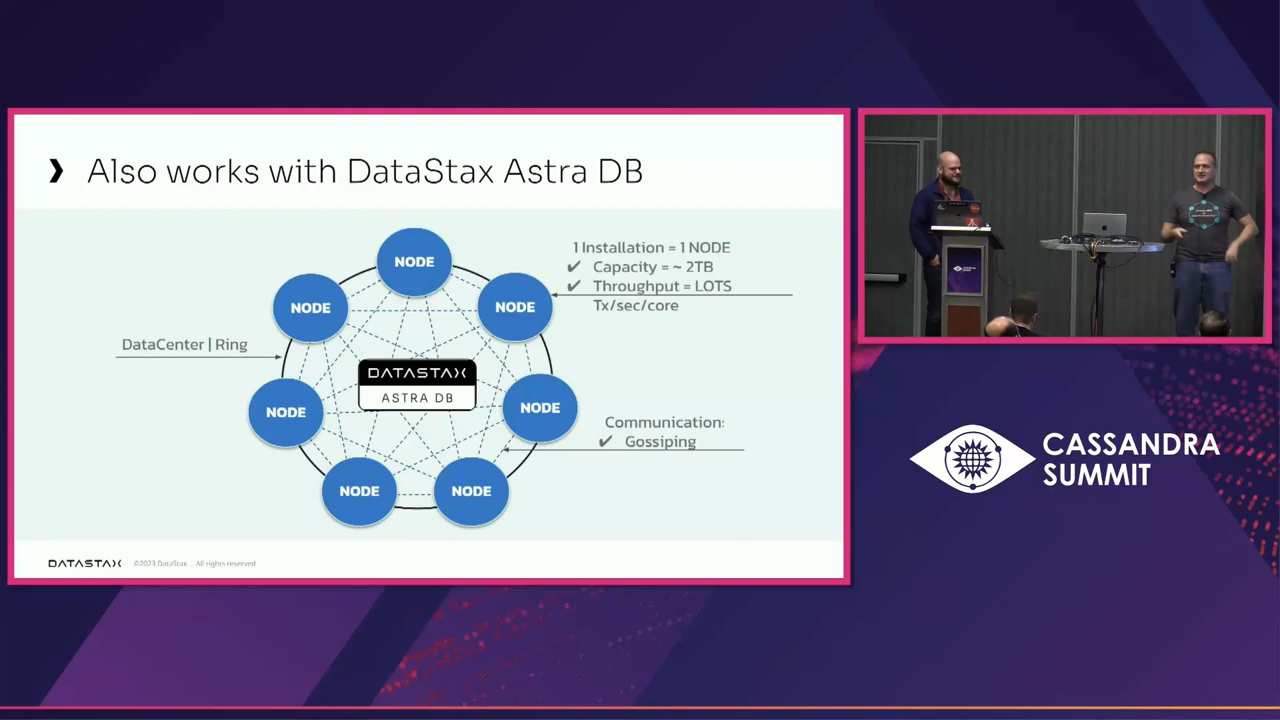 ❯ Also works with DataStax Astra DB
NODE
NODE
NODE
1 Installation = 1 NODE
✔ Capacity = ~ 2TB
✔ Throughput = LOTS
Tx/sec/core
DataCenter | Ring
DATASTAX
ASTRA DB
NODE
NODE
Communication:
✔ Gossiping
NODE
NODE
DATASTAX
©2023 DataStax. All rights reserved
CASSANDRA
SUMMIT